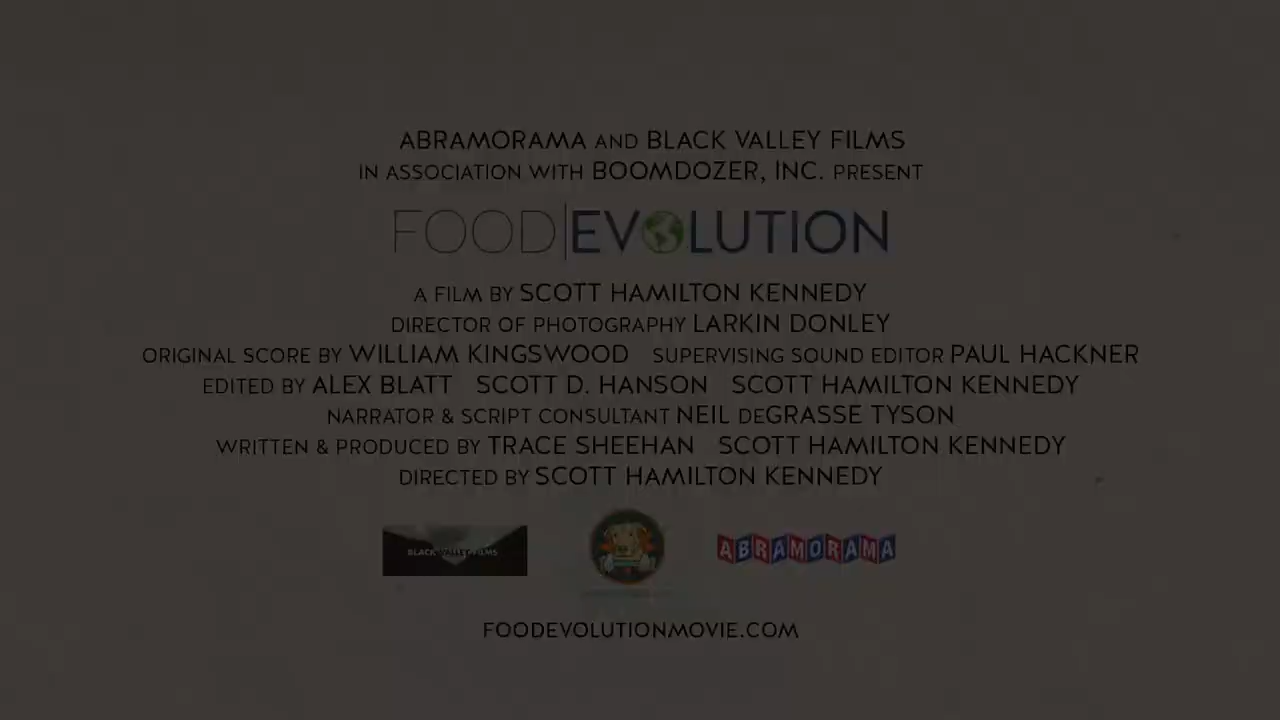 ABRAMORAMA AND BLACK VALLEY FILMS
IN ASSOCIATION WITH BOOMDOZER, INC. PRESENT
FOOD|EVOLUTION
A FILM BY SCOTT HAMILTON KENNEDY
DIRECTOR OF PHOTOGRAPHY LARKIN DONLEY
ORIGINAL SCORE BY WILLIAM KINGSWOOD SUPERVISING SOUND EDITOR PAUL HACKNER
EDITED BY ALEX BLATT SCOTT D. HANSON SCOTT HAMILTON KENNEDY
NARRATOR & SCRIPT CONSULTANT NEIL DEGRASSE TYSON
WRITTEN & PRODUCED BY TRACE SHEEHAN SCOTT HAMILTON KENNEDY
DIRECTED BY SCOTT HAMILTON KENNEDY
BLACK VALLEY FILMS ABRAMORAMA
FOODEVOLUTIONMOVIE.COM